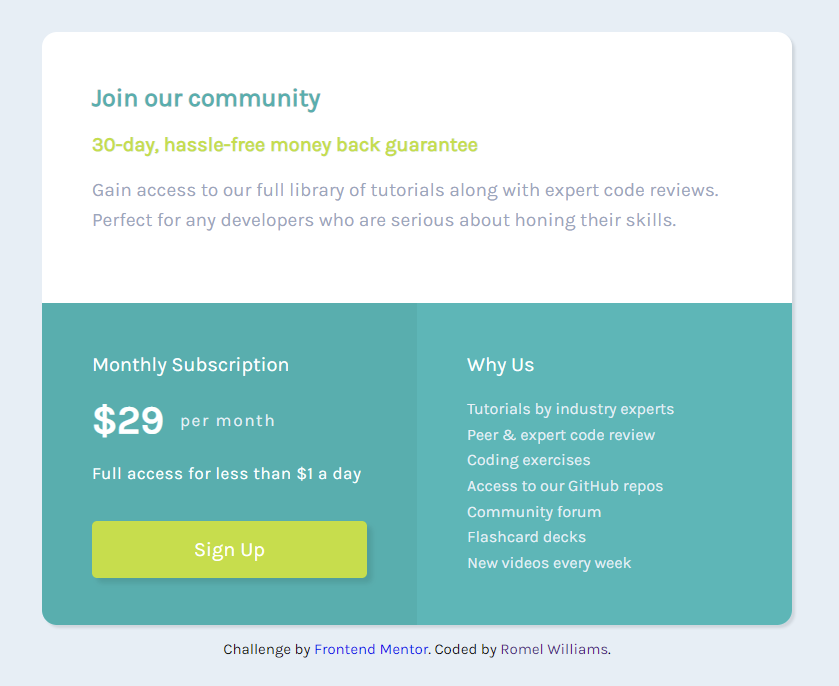 Join our community
30-day, hassle-free money back guarantee
Gain access to our full library of tutorials along with expert code reviews.
Perfect for any developers who are serious about honing their skills.
Monthly Subscription
$29 per month
Full access for less than $1 a day
Sign Up
Why Us
Tutorials by industry experts
Peer & expert code review
Coding exercises
Access to our GitHub repos
Community forum
Flashcard decks
New videos every week
Challenge by Frontend Mentor. Coded by Romel Williams.